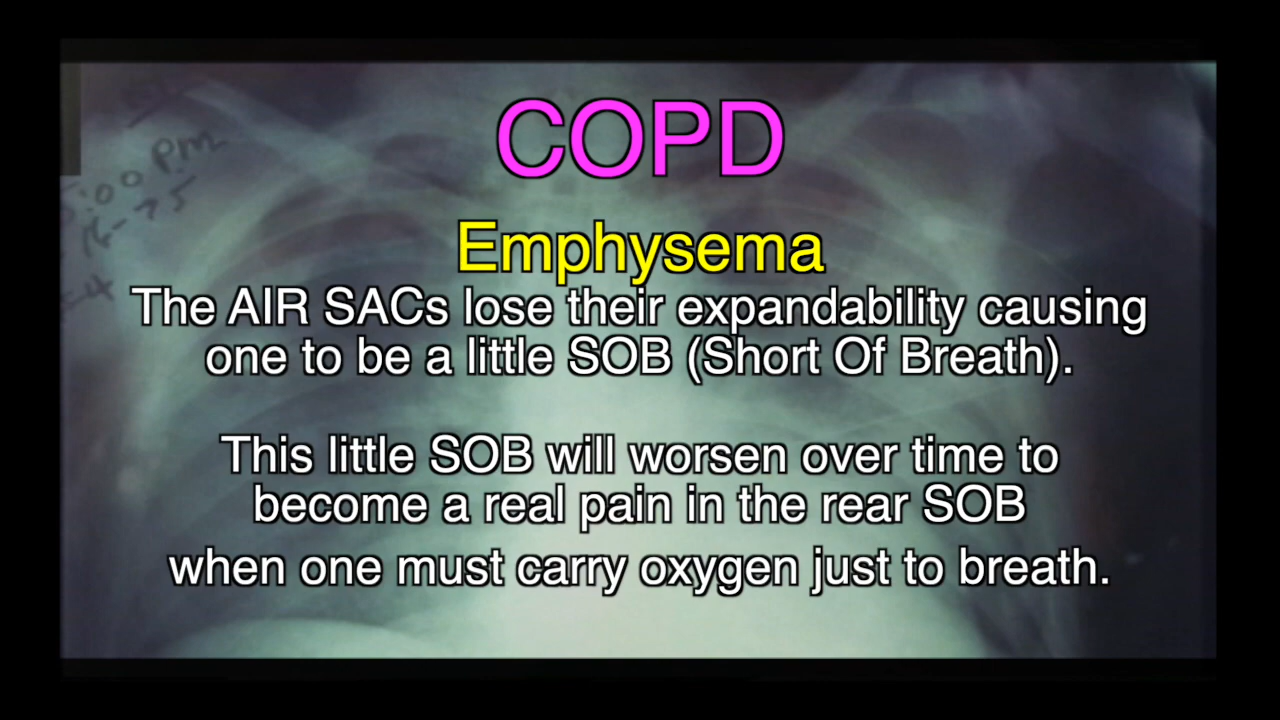 COPD
:00 P.m
Emphysema
The AIR SACs lose their expandability causing
one to be a little SOB (Short Of Breath).
This little SOB will worsen over time to
become a real pain in the rear SOB
when one must carry oxygen just to breath.